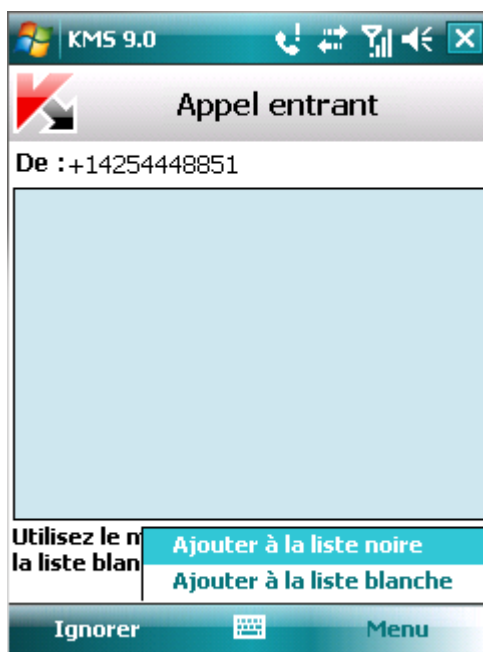 KMS 9.0
Appel entrant
De :+14254448851
Utilisez le
la liste
Ajouter à la liste noire
Ajouter à la liste blanche
Ignorer
Menu